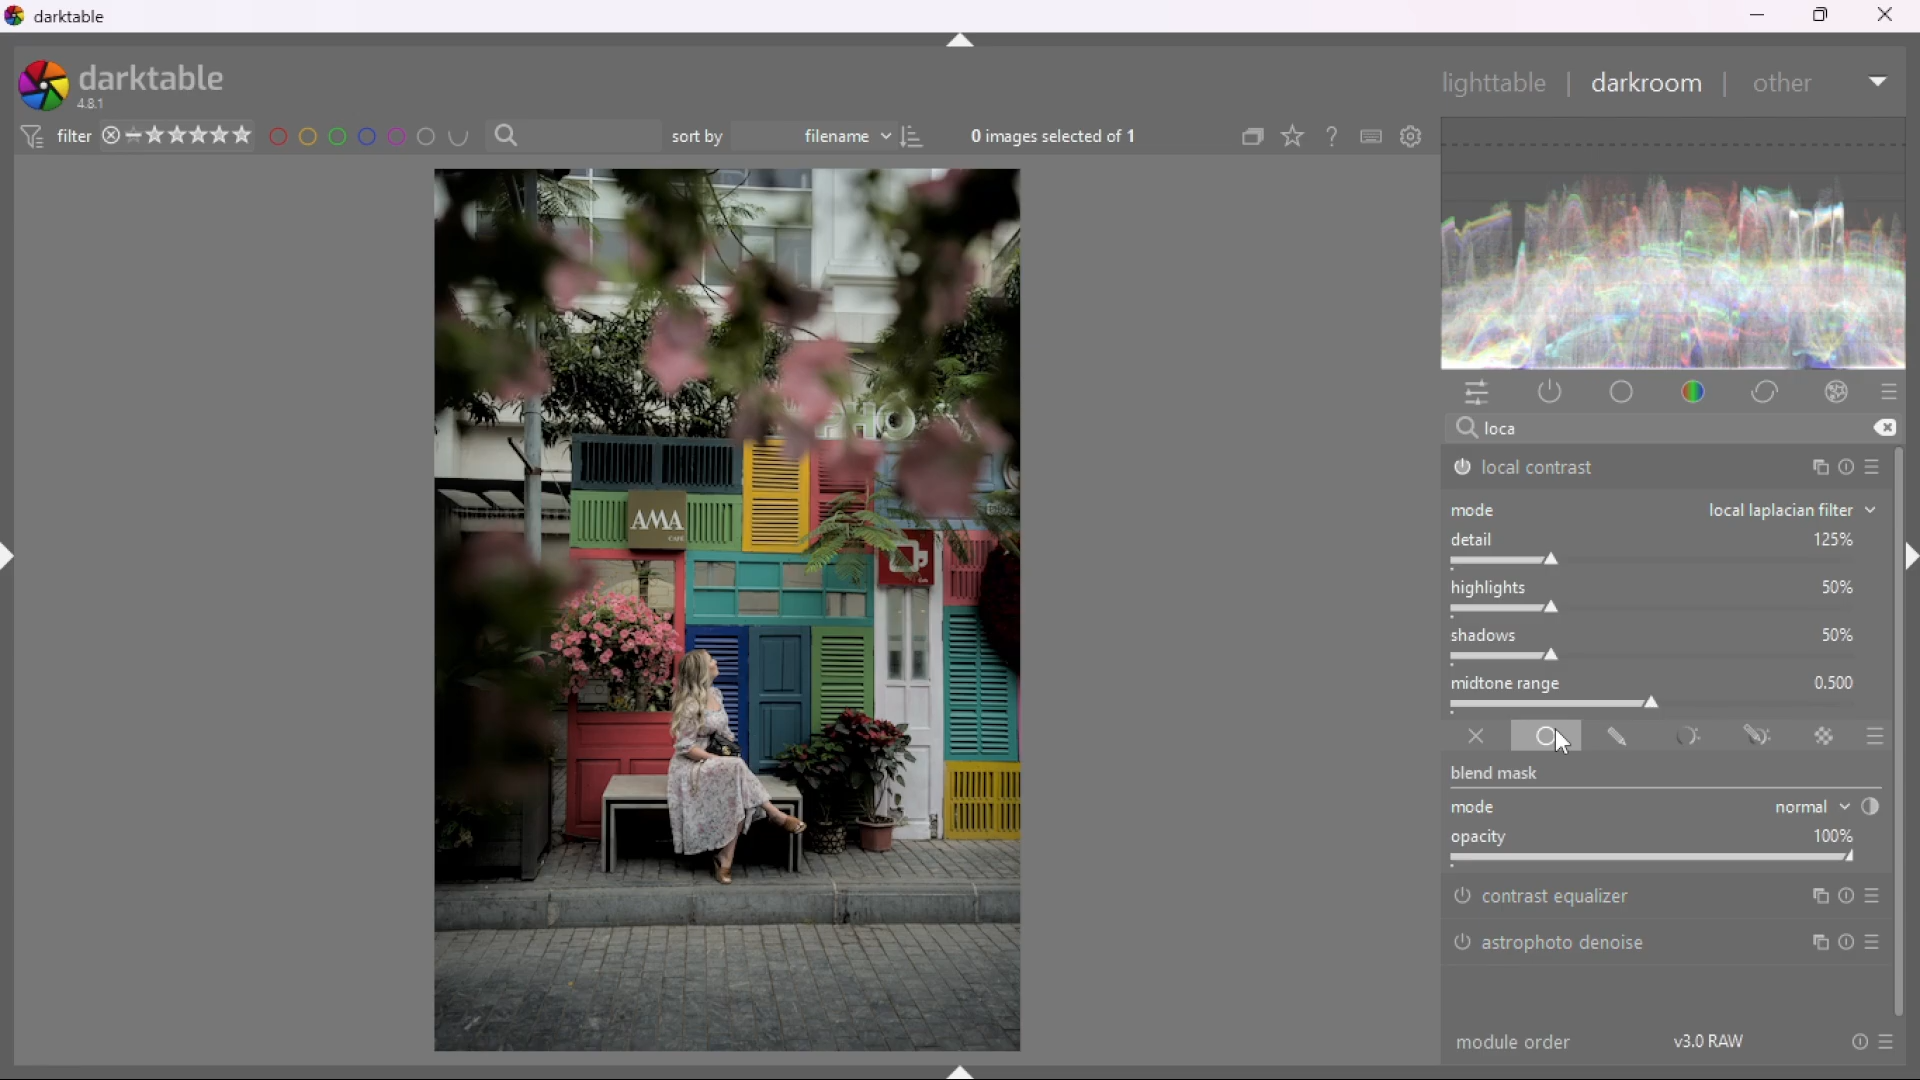 darktable
darktable
4.8.1
lighttable | darkroom | other
filter
sort by filename
0 images selected of 1
loca
local contrast
mode local laplacian filter
detail 125%
highlights 50%
shadows 50%
midtone range 0.500
blend mask
mode normal
opacity 100%
contrast equalizer
astrophoto denoise
module order v3.0 RAW
AMA
CAFE